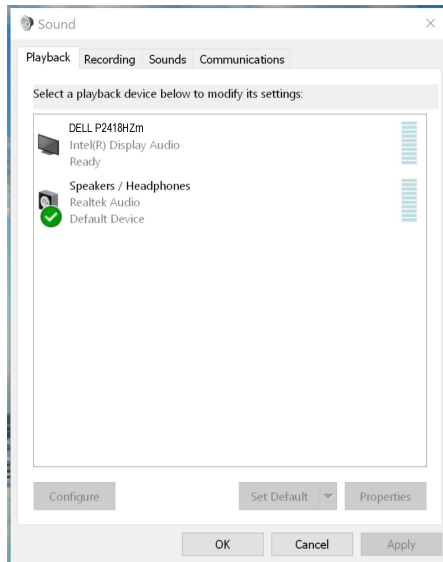 Sound
Playback Recording Sounds Communications
Select a playback device below to modify its settings:
DELL P2418HZm
Intel(R) Display Audio
Ready
Speakers / Headphones
Realtek Audio
Default Device
Configure Set Default Properties
OK Cancel Apply